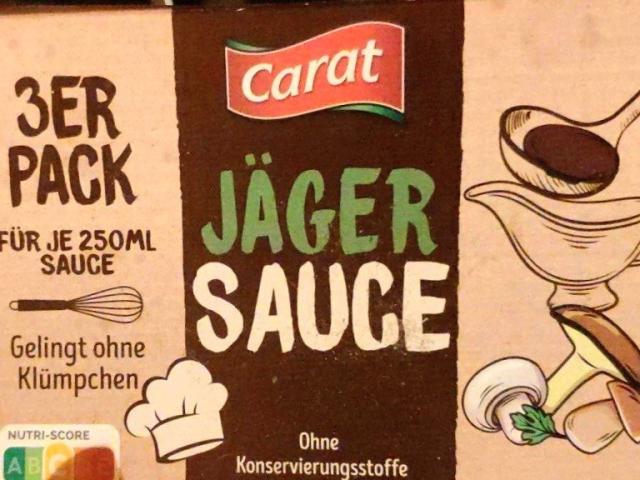 Carat
3ER
PACK
FÜR JE 250ML
SAUCE
Gelingt ohne
Klümpchen
NUTRI-SCORE
A B C D E
JÄGER
SAUCE
Ohne
Konservierungsstoffe